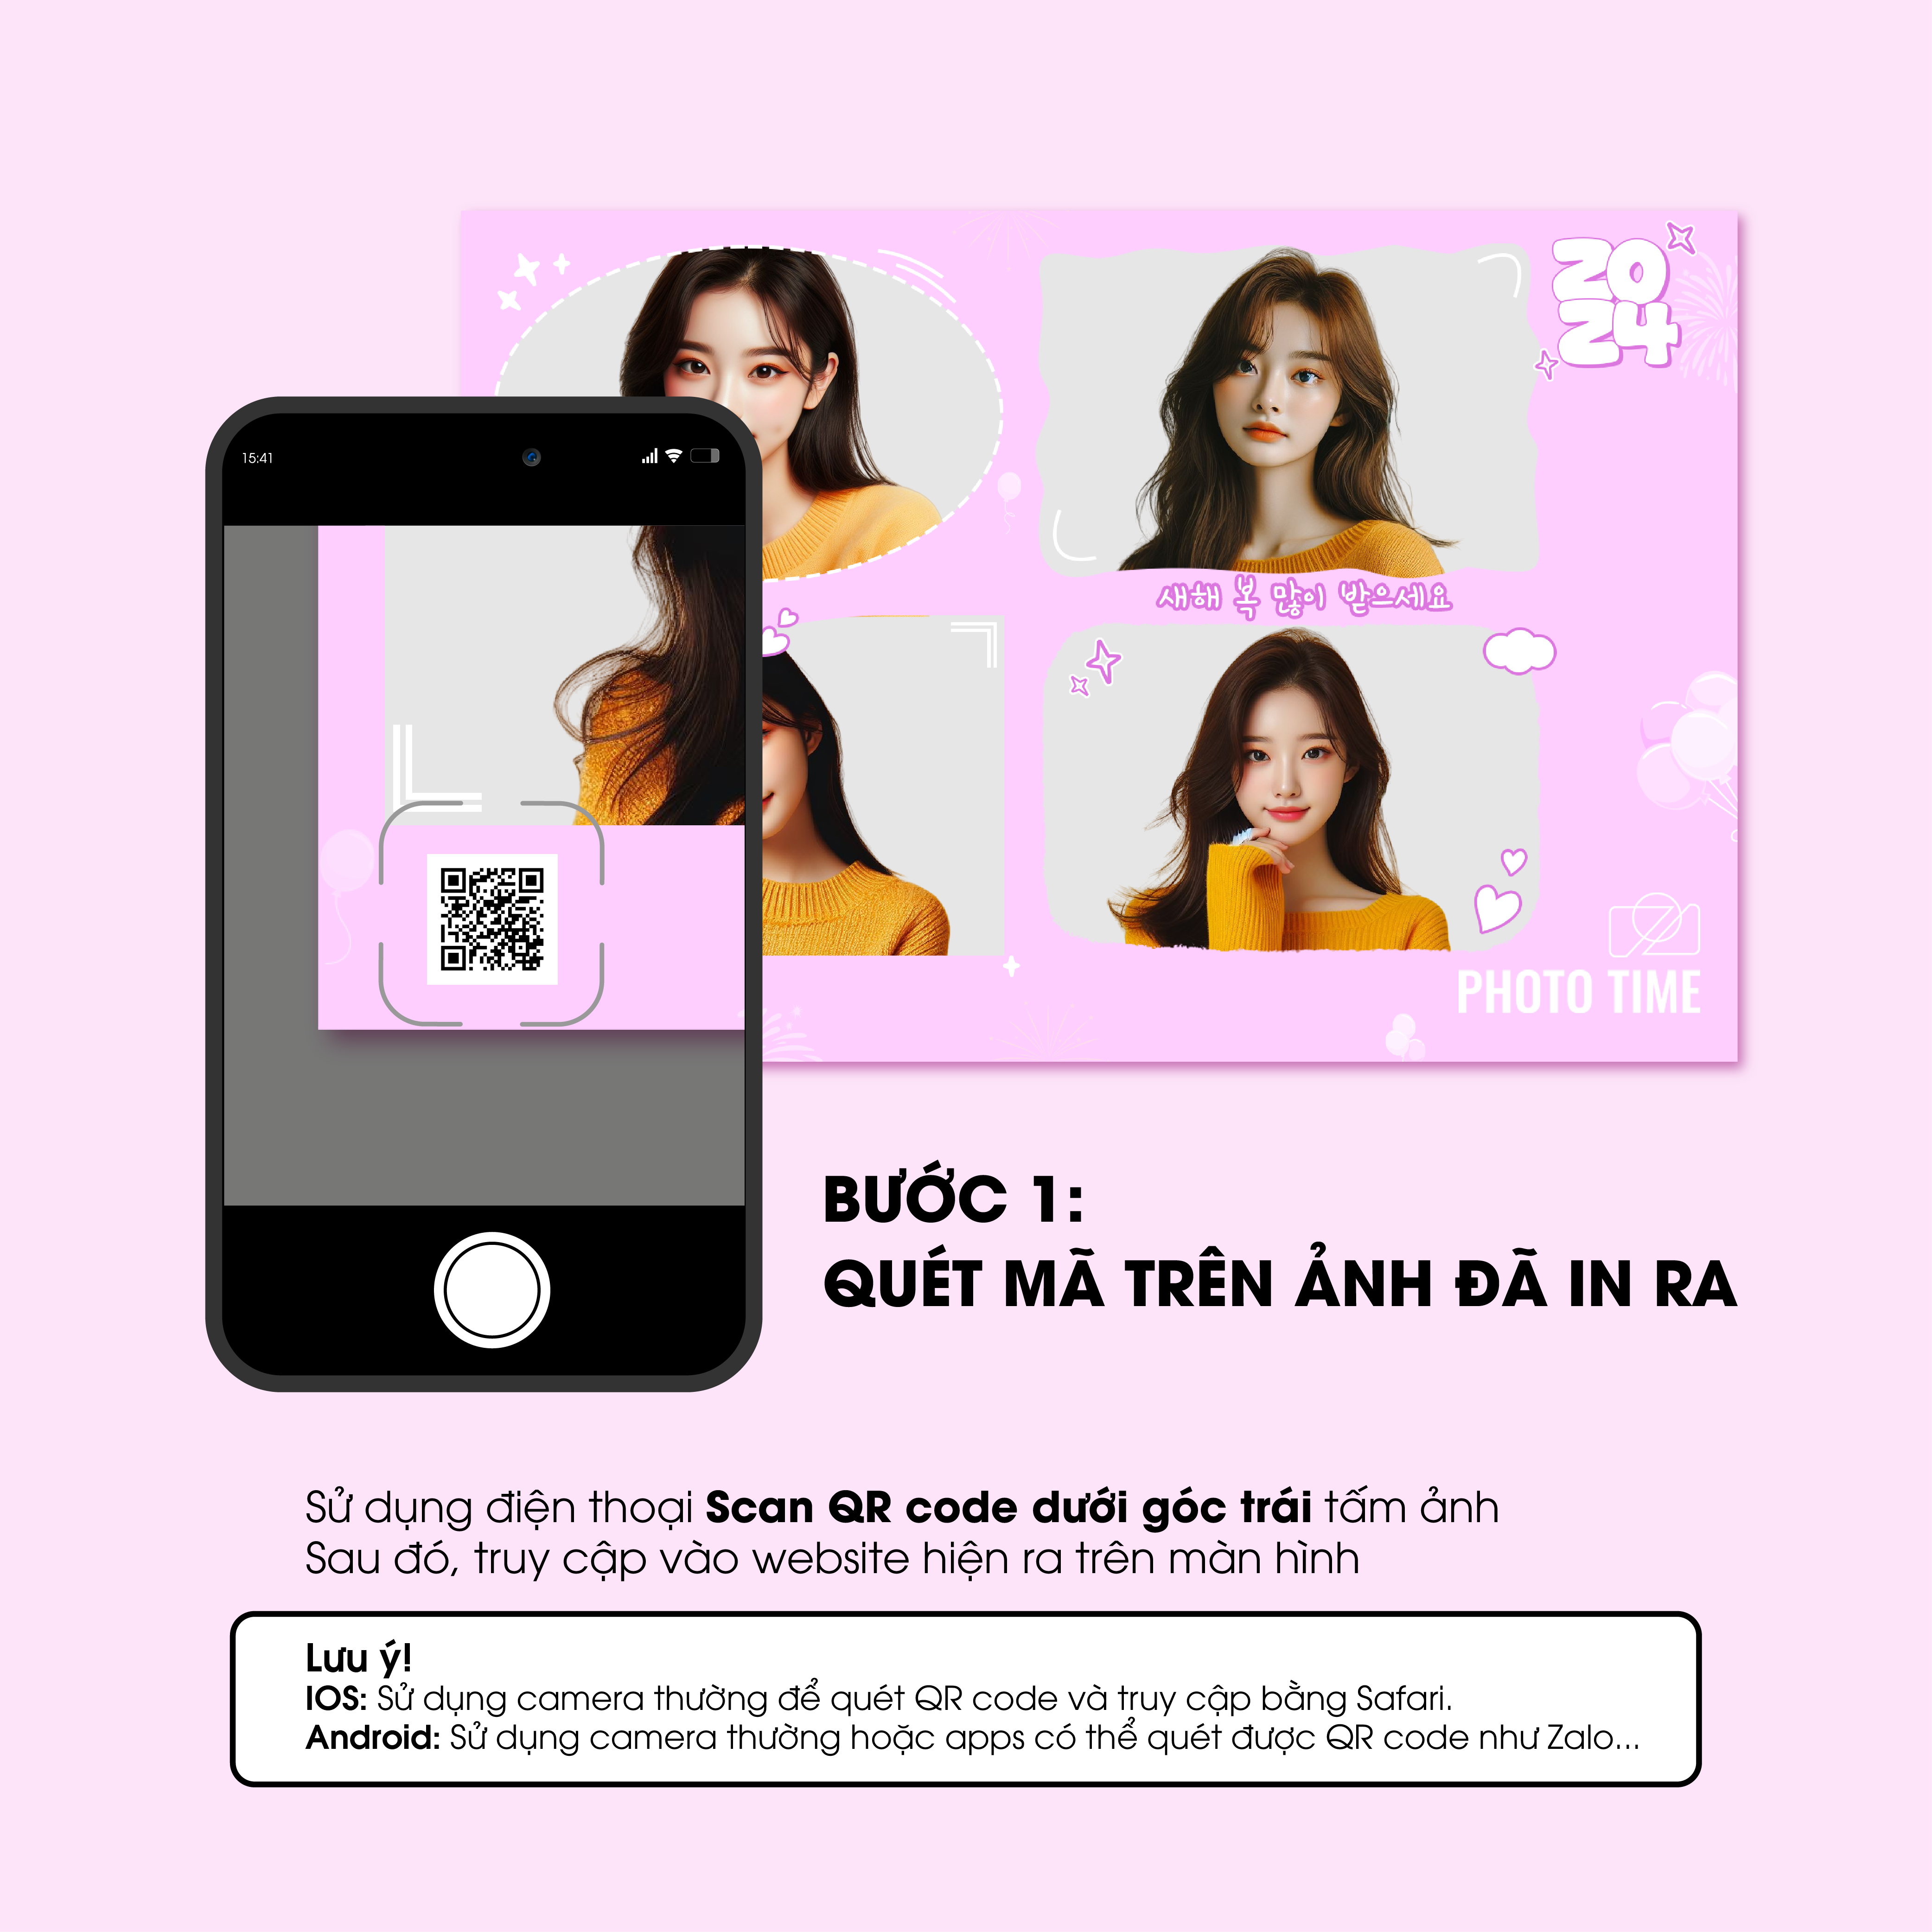 20
24
새해 복 많이 받으세요
PHOTO TIME
15:41
BƯỚC 1:
QUÉT MÃ TRÊN ẢNH ĐÃ IN RA
Sử dụng điện thoại Scan QR code dưới góc trái tấm ảnh
Sau đó, truy cập vào website hiện ra trên màn hình
Lưu ý!
IOS: Sử dụng camera thường để quét QR code và truy cập bằng Safari.
Android: Sử dụng camera thường hoặc apps có thể quét được QR code như Zalo...